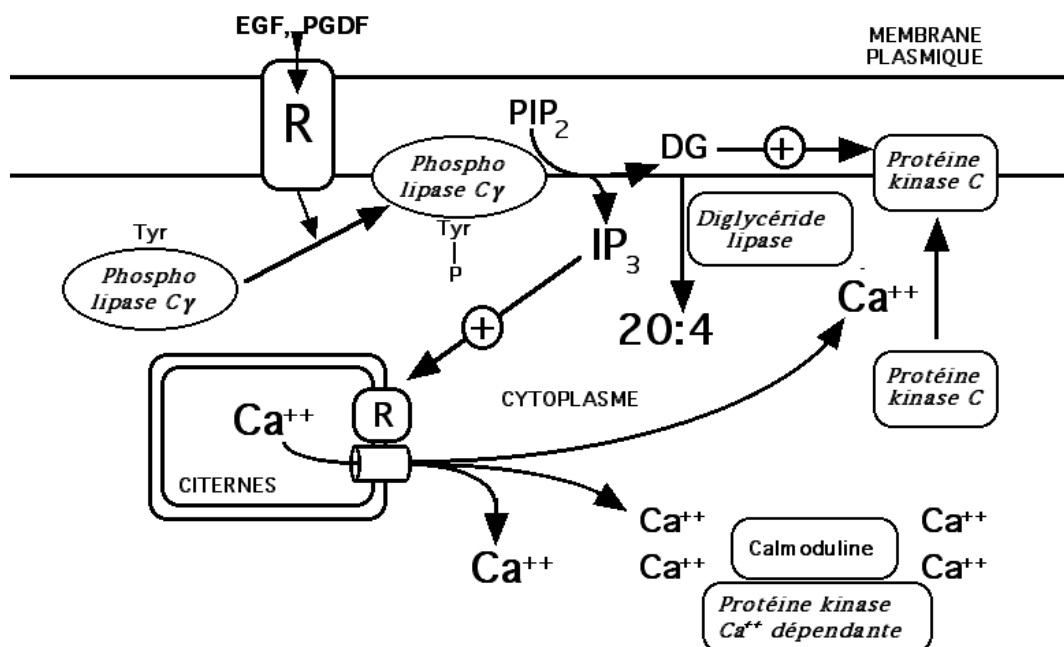 EGF,, PGDF
MEMBRANE
PLASMIQUE
R
PIP2
DG
+
Protéine
kinase C
Phospho
lipase Cγ
Tyr
P
IP3
Diglycéride
lipase
Tyr
Phospho
lipase Cγ
+
20:4
Ca++
Protéine
kinase C
CYTOPLASME
R
Ca++
CITERNES
Ca++
Ca++
Ca++
Calmoduline
Ca++
Ca++
Protéine kinase
Ca++ dépendante